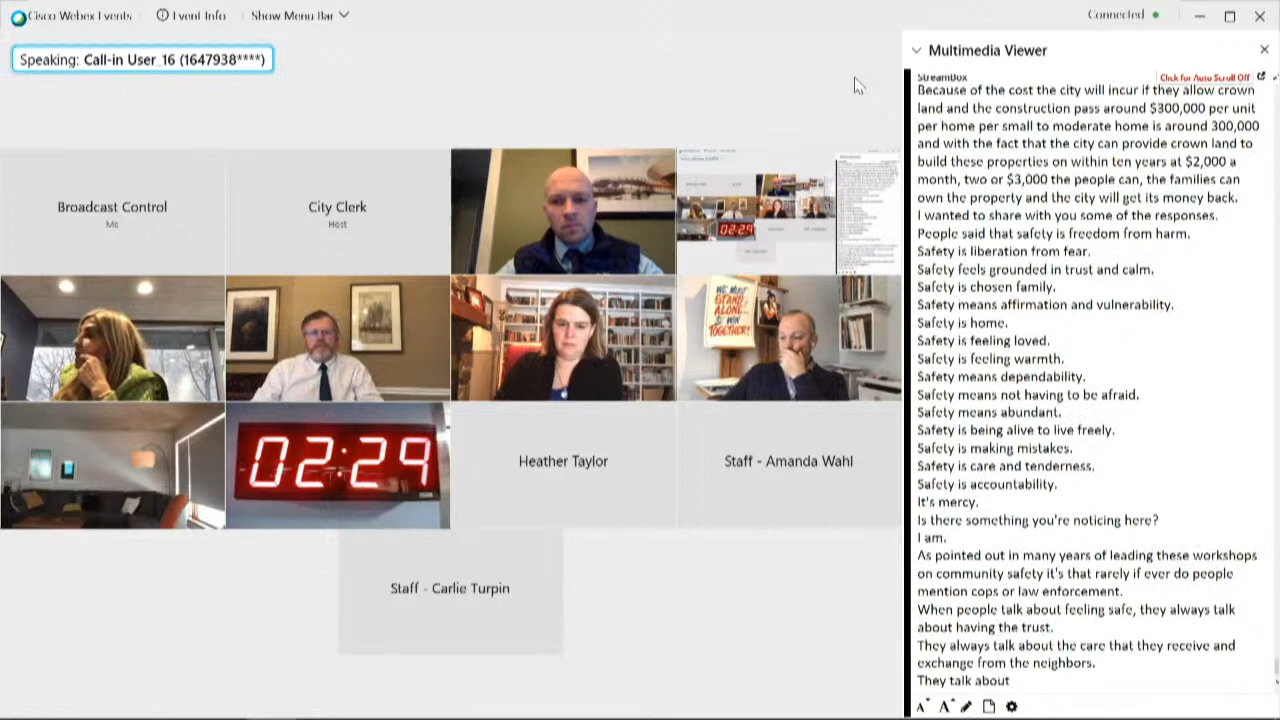 Cisco Webex Events
Event Info
Show Menu Bar
Connected
Speaking: Call-in User_16 (1647938****)
Broadcast Con
Me
City Clerk
Host
02:29
WE MUST
STAND
ALONE...
TOGETHER!
02:29
Heather Taylor
Staff - Amanda Wahl
Staff - Carlie Turpin
Multimedia Viewer
StreamBox
Click for Auto Scroll Off
Because of the cost the city will incur if they allow crown
land and the construction pass around $300,000 per unit
per home per small to moderate home is around 300,000
and with the fact that the city can provide crown land to
build these properties on within ten years at $2,000 a
month, two or $3,000 the people can, the families can
own the property and the city will get its money back.
I wanted to share with you some of the responses.
People said that safety is freedom from harm.
Safety is liberation from fear.
Safety feels grounded in trust and calm.
Safety is chosen family.
Safety means affirmation and vulnerability.
Safety is home.
Safety is feeling loved.
Safety is feeling warmth.
Safety means dependability.
Safety means not having to be afraid.
Safety means abundant.
Safety is being alive to live freely.
Safety is making mistakes.
Safety is care and tenderness.
Safety is accountability.
It's mercy.
Is there something you're noticing here?
I am.
As pointed out in many years of leading these workshops
on community safety it's that rarely if ever do people
mention cops or law enforcement.
When people talk about feeling safe, they always talk
about having the trust.
They always talk about the care that they receive and
exchange from the neighbors.
They talk about